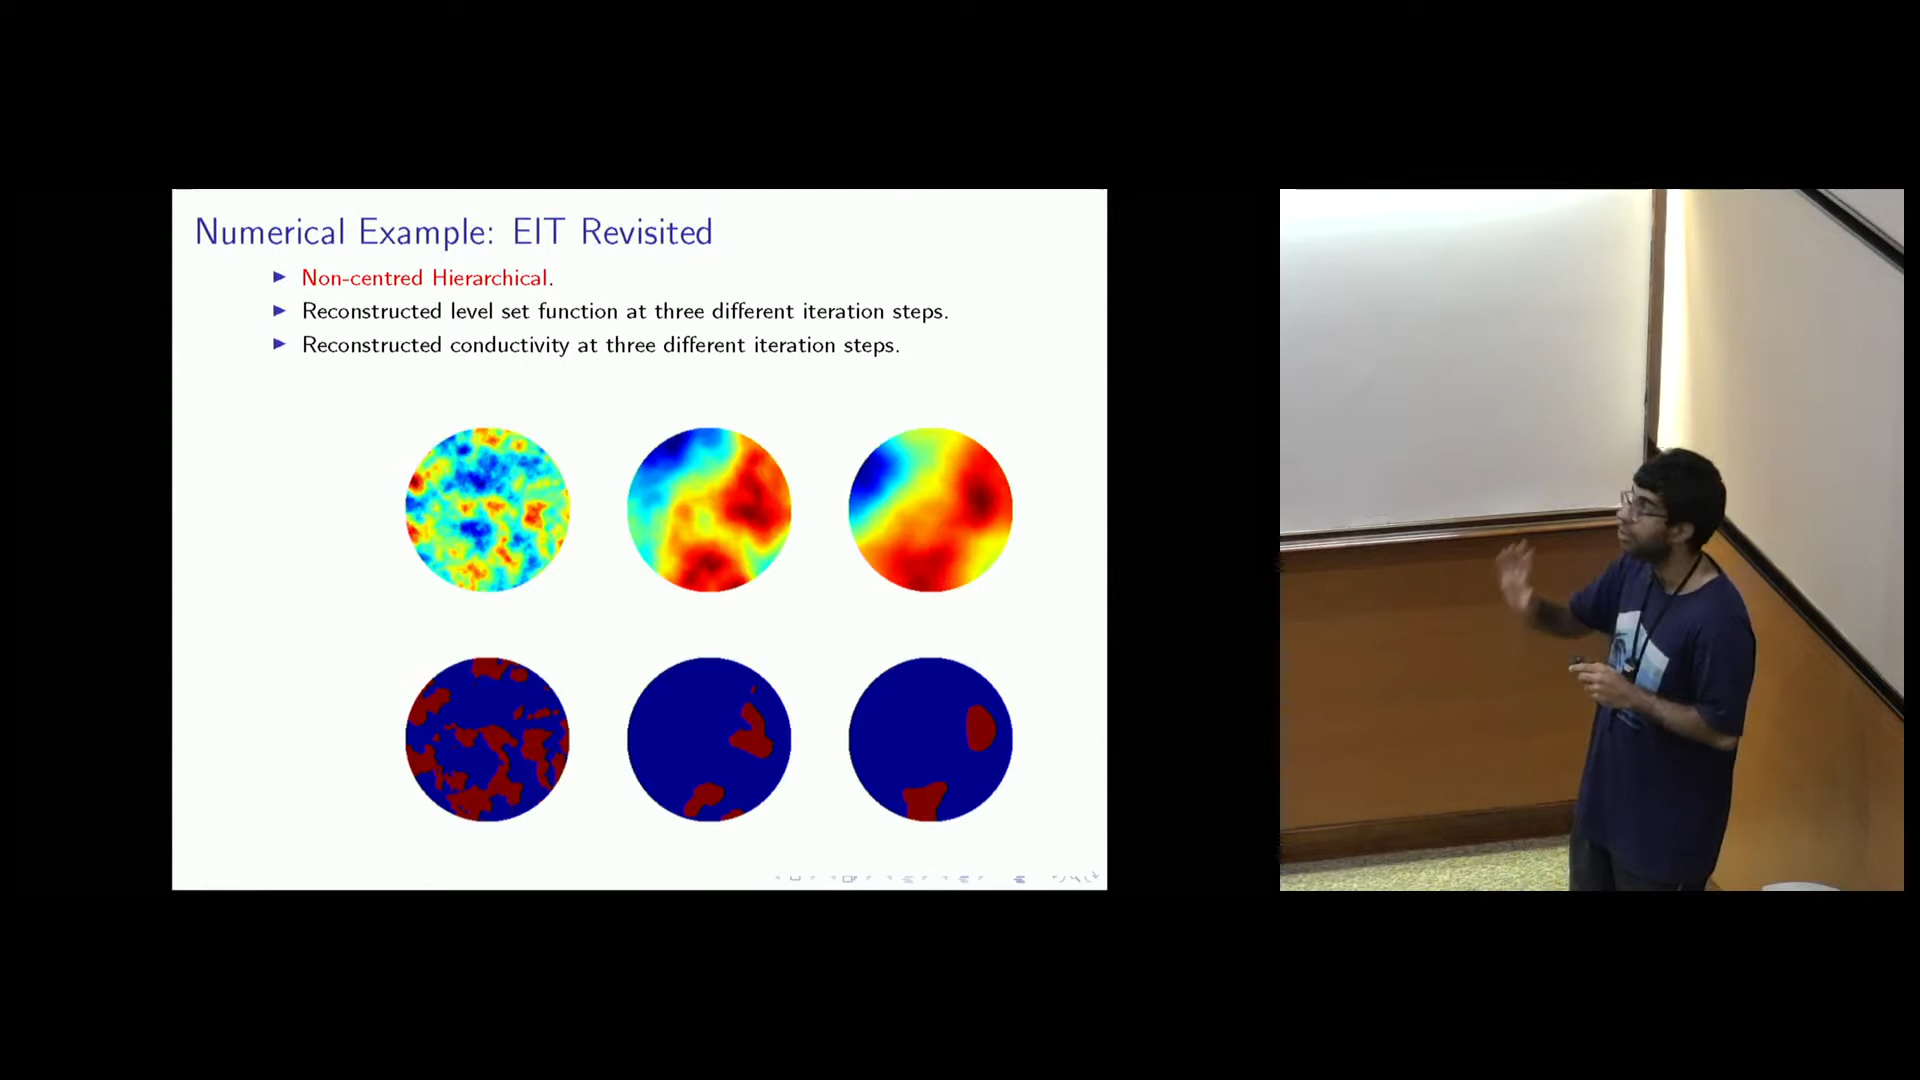 Numerical Example: EIT Revisited
Non-centred Hierarchical.
Reconstructed level set function at three different iteration steps.
Reconstructed conductivity at three different iteration steps.